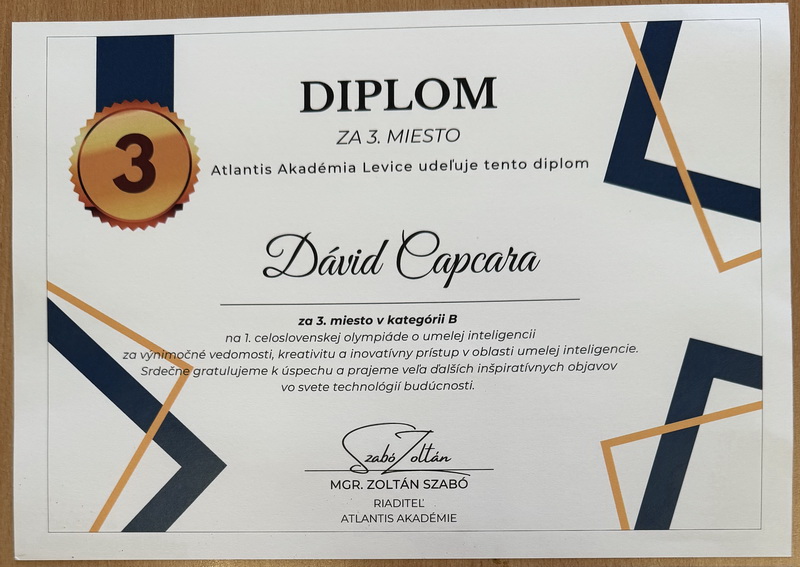 3
DIPLOM
ZA 3. MIESTO
Atlantis Akadémia Levice udeľuje tento diplom
Dávid Capcara
za 3. miesto v kategórii B
na 1. celoslovenskej olympiáde o umelej inteligencii
za výnimočné vedomosti, kreativitu a inovatívny prístup v oblasti umelej inteligencie.
Srdečne gratulujeme k úspechu a prajeme veľa ďalších inšpiratívnych objavov
vo svete technológií budúcnosti.
Szabó Zoltán
MGR. ZOLTÁN SZABÓ
RIADITEĽ
ATLANTIS AKADÉMIE